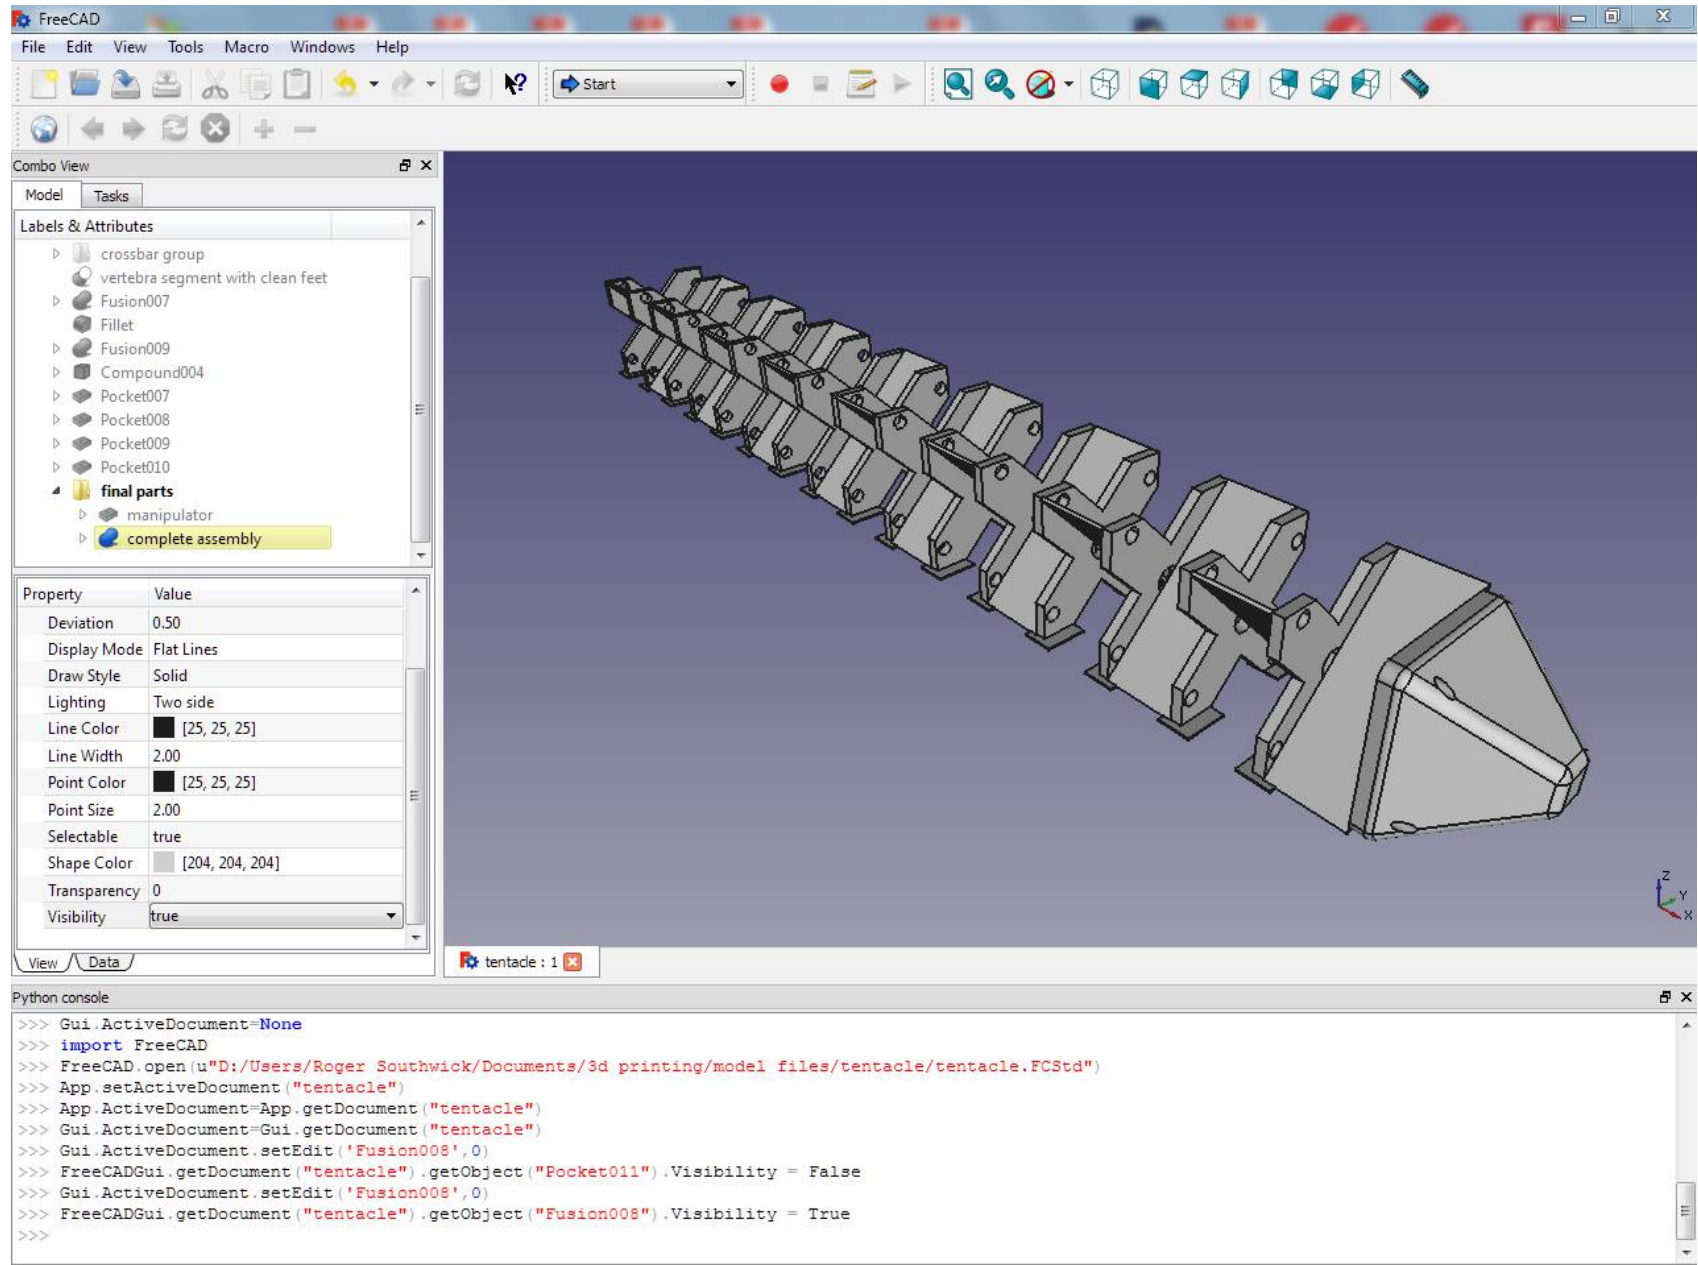 FreeCAD
File Edit View Tools Macro Windows Help
Start
Combo View
Model Tasks
Labels & Attributes
crossbar group
vertebra segment with clean feet
Fusion007
Fillet
Fusion009
Compound004
Pocket007
Pocket008
Pocket009
Pocket010
final parts
manipulator
complete assembly
Property Value
Deviation 0.50
Display Mode Flat Lines
Draw Style Solid
Lighting Two side
Line Color [25, 25, 25]
Line Width 2.00
Point Color [25, 25, 25]
Point Size 2.00
Selectable true
Shape Color [204, 204, 204]
Transparency 0
Visibility true
View Data
Z
Y
X
tentacle : 1
Python console
>>> Gui.ActiveDocument=None
>>> import FreeCAD
>>> FreeCAD.open(u"D:/Users/Roger Southwick/Documents/3d printing/model files/tentacle/tentacle.FCStd")
>>> App.setActiveDocument("tentacle")
>>> App.ActiveDocument=App.getDocument("tentacle")
>>> Gui.ActiveDocument=Gui.getDocument("tentacle")
>>> Gui.ActiveDocument.setEdit('Fusion008',0)
>>> FreeCADGui.getDocument("tentacle").getObject("Pocket011").Visibility = False
>>> Gui.ActiveDocument.setEdit('Fusion008',0)
>>> FreeCADGui.getDocument("tentacle").getObject("Fusion008").Visibility = True
>>>